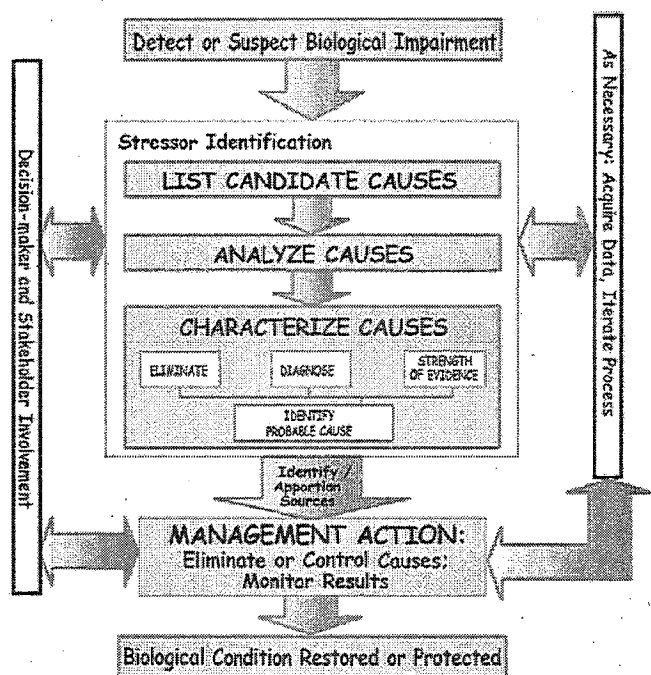 Detect or Suspect Biological Impairment
Stressor Identification
LIST CANDIDATE CAUSES
ANALYZE CAUSES
CHARACTERIZE CAUSES
ELIMINATE
DIAGNOSE
STRENGTH
OF EVIDENCE
IDENTIFY
PROBABLE CAUSE
Decision-maker and Stakeholder Involvement
As Necessary: Acquire Data, Iterate Process
Identify /
Apportion
Sources
MANAGEMENT ACTION:
Eliminate or Control Causes;
Monitor Results
Biological Condition Restored or Protected